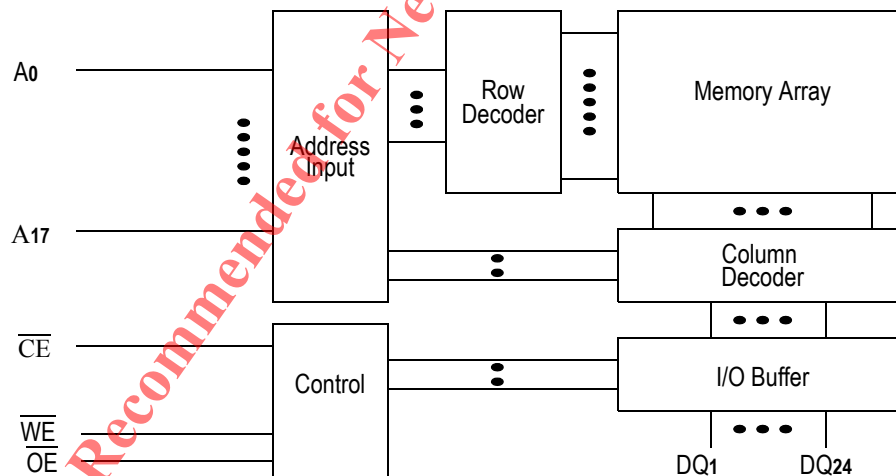 A0
A17
CE
WE
OE
Address
Input
Control
Row
Decoder
Memory Array
Column
Decoder
I/O Buffer
DQ1
DQ24
Recommended for Ne